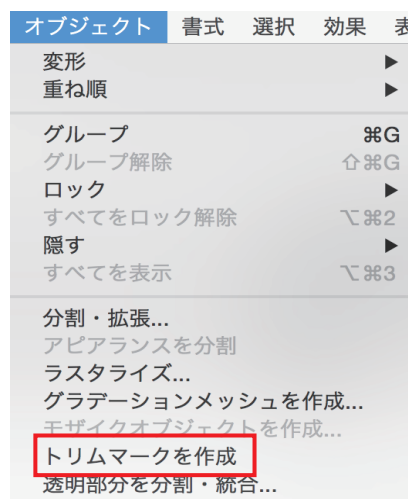 オブジェクト 書式 選択 効果 表
変形 ▶
重ね順 ▶
グループ ⌘G
グループ解除 ⇧⌘G
ロック ▶
すべてをロック解除 ⌥⌘2
隠す ▶
すべてを表示 ⌥⌘3
分割・拡張...
アピアランスを分割
ラスタライズ...
グラデーションメッシュを作成...
モザイクオブジェクトを作成...
トリムマークを作成
透明部分を分割・統合...